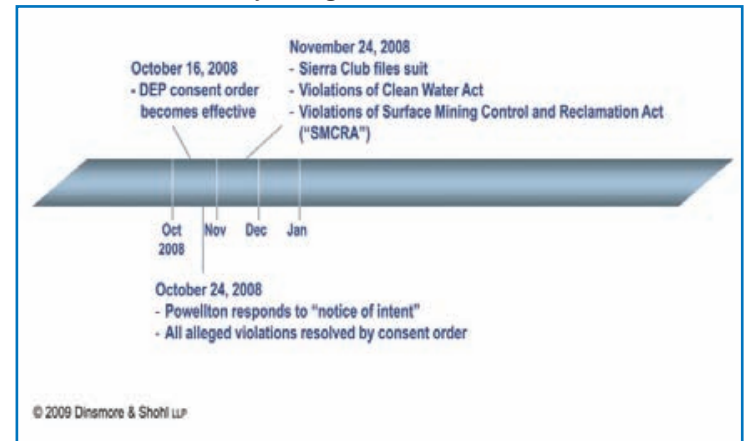 October 16, 2008
- DEP consent order
becomes effective
November 24, 2008
- Sierra Club files suit
- Violations of Clean Water Act
- Violations of Surface Mining Control and Reclamation Act
("SMCRA")
Oct
2008
Nov
Dec
Jan
October 24, 2008
- Powellton responds to "notice of intent"
- All alleged violations resolved by consent order
© 2009 Dinsmore & Shohl LLP